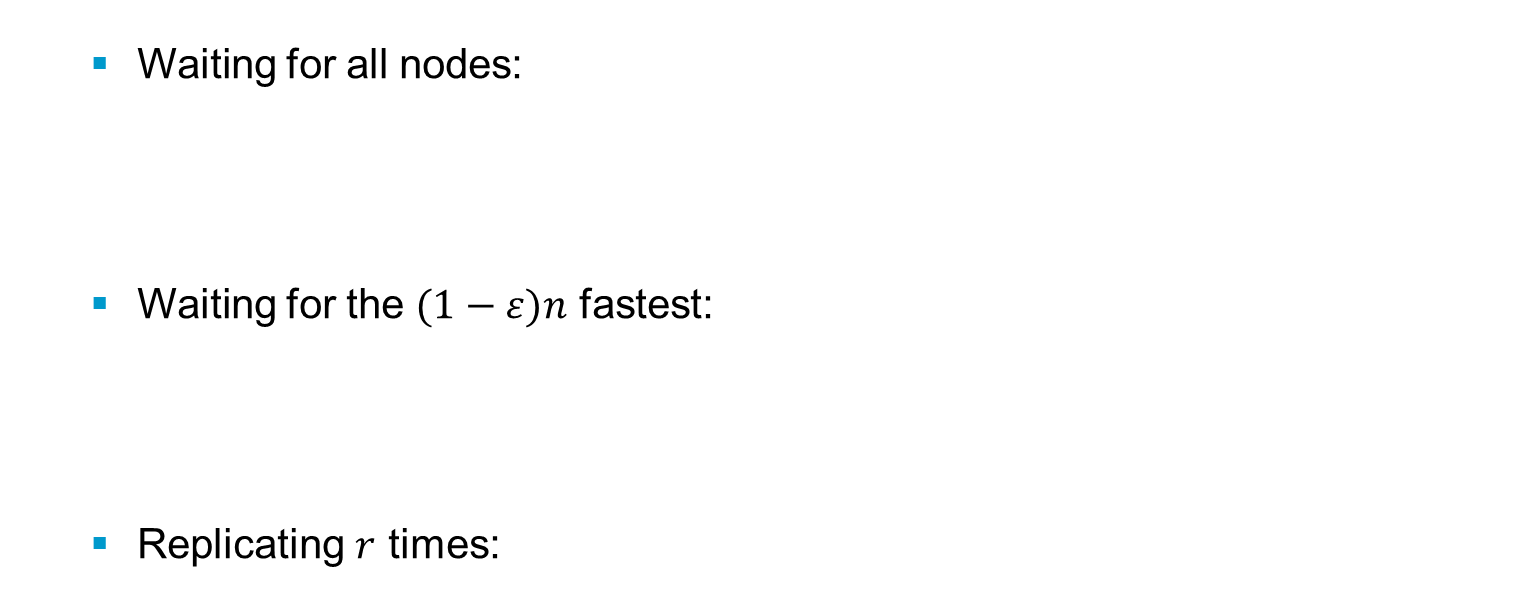 ▪ Waiting for all nodes:
▪ Waiting for the (1 − ε)n fastest:
▪ Replicating r times: